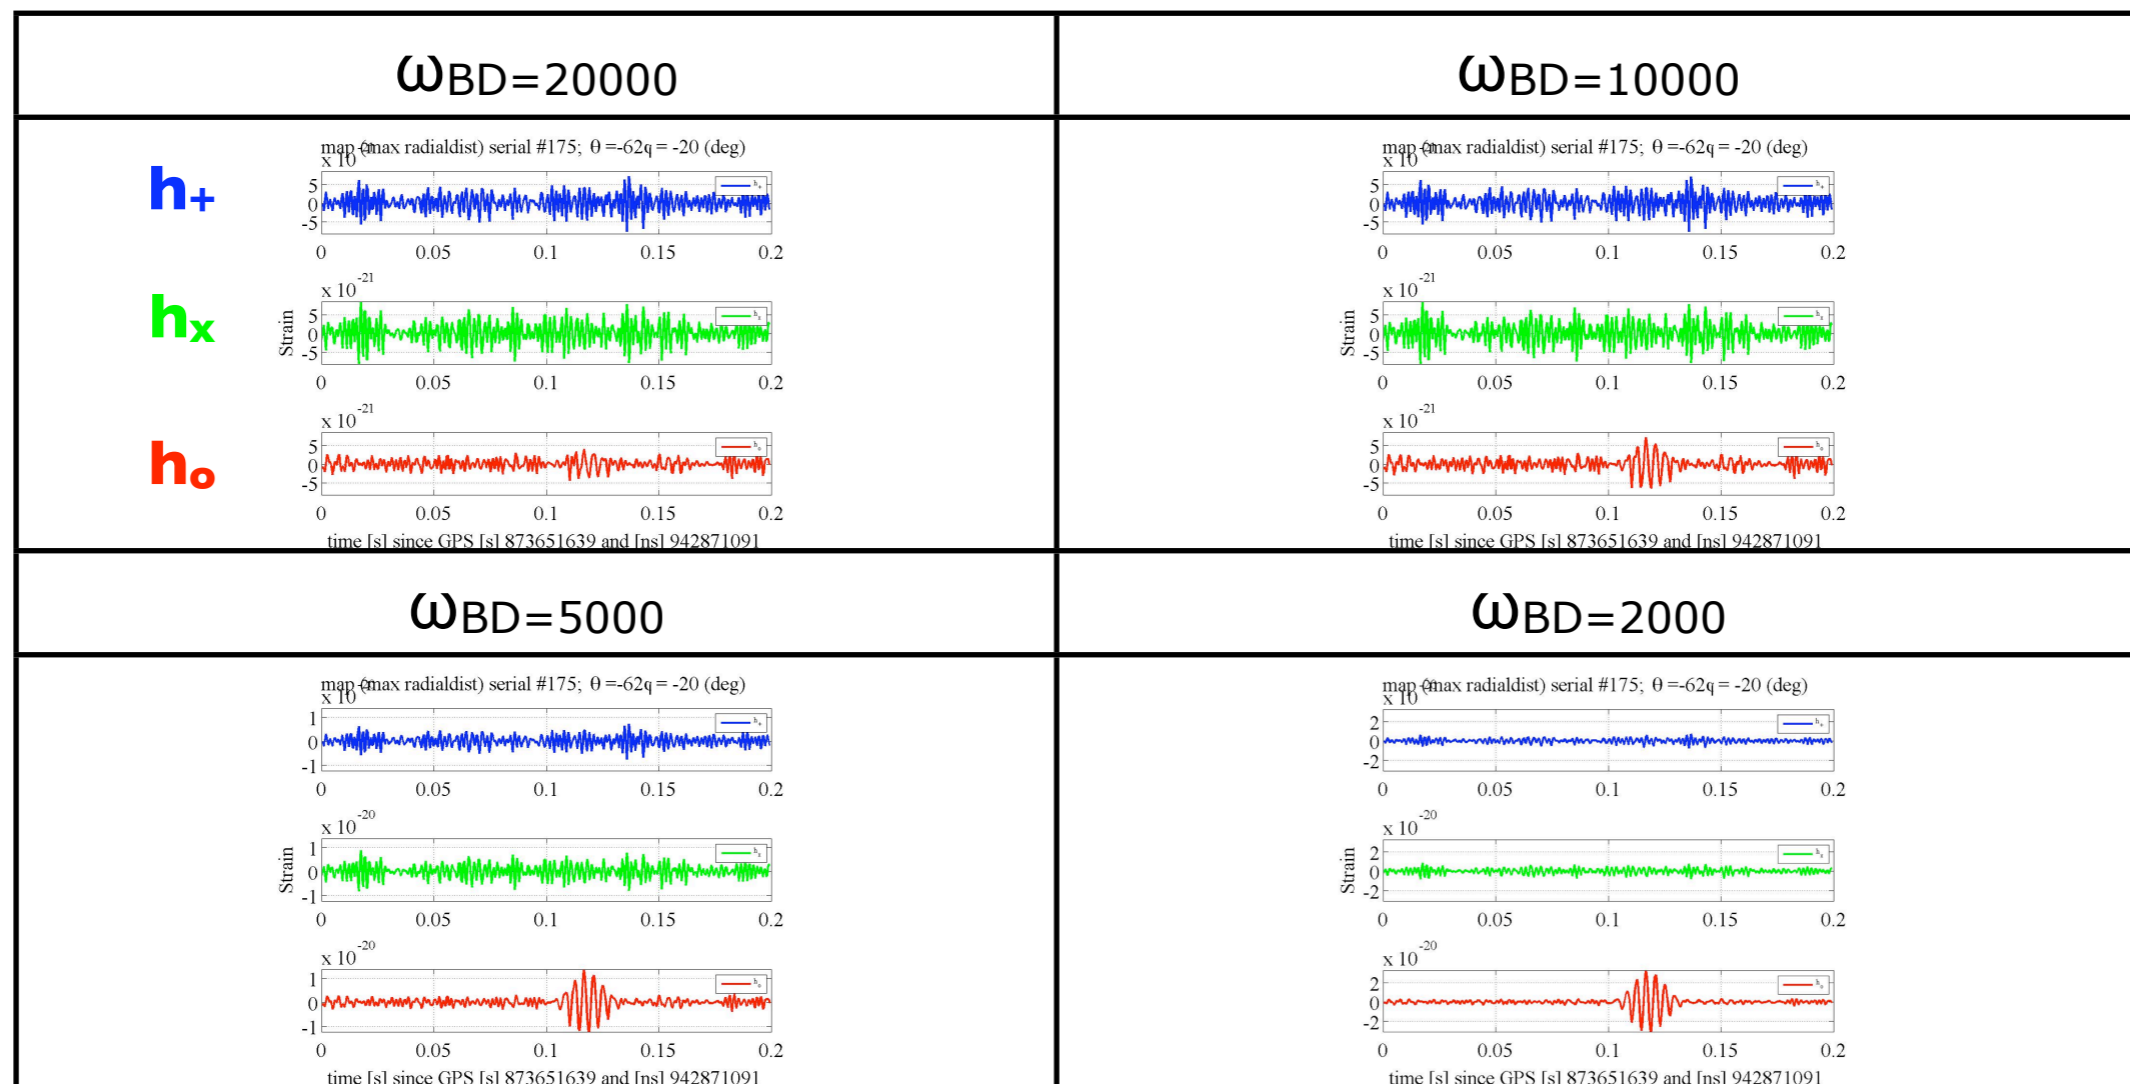 ωBD=20000
ωBD=10000
h+
hx
ho
map (max radialdist) serial #175; θ =-62q = -20 (deg)
x 10
5
0
-5
h+
0 0.05 0.1 0.15 0.2
x 10-21
Strain
5
0
-5
hx
0 0.05 0.1 0.15 0.2
x 10-21
5
0
-5
ho
0 0.05 0.1 0.15 0.2
time [s] since GPS [s] 873651639 and [ns] 942871091
map (max radialdist) serial #175; θ =-62q = -20 (deg)
x 10
5
0
-5
h+
0 0.05 0.1 0.15 0.2
x 10-21
Strain
5
0
-5
hx
0 0.05 0.1 0.15 0.2
x 10-21
5
0
-5
ho
0 0.05 0.1 0.15 0.2
time [s] since GPS [s] 873651639 and [ns] 942871091
ωBD=5000
ωBD=2000
map (max radialdist) serial #175; θ =-62q = -20 (deg)
x 10
1
0
-1
h+
0 0.05 0.1 0.15 0.2
x 10-20
Strain
1
0
-1
hx
0 0.05 0.1 0.15 0.2
x 10-20
1
0
-1
ho
0 0.05 0.1 0.15 0.2
time [s] since GPS [s] 873651639 and [ns] 942871091
map (max radialdist) serial #175; θ =-62q = -20 (deg)
x 10
2
0
-2
h+
0 0.05 0.1 0.15 0.2
x 10-20
Strain
2
0
-2
hx
0 0.05 0.1 0.15 0.2
x 10-20
2
0
-2
ho
0 0.05 0.1 0.15 0.2
time [s] since GPS [s] 873651639 and [ns] 942871091